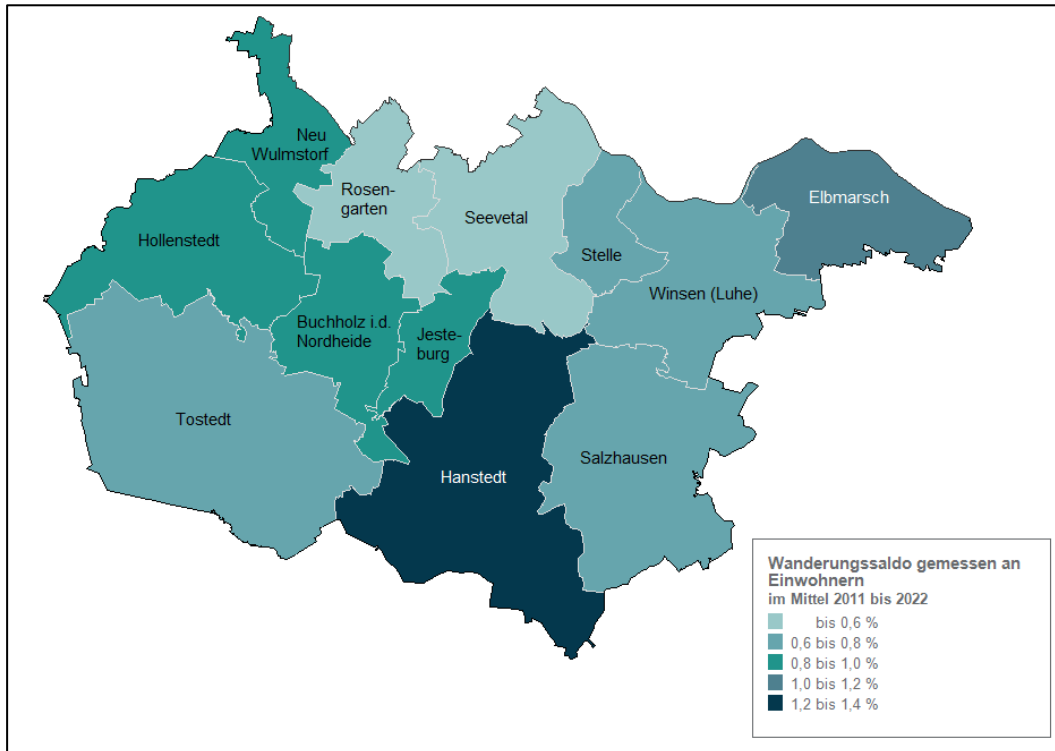 Neu
Wulmstorf
Rosen-
garten
Elbmarsch
Seevetal
Hollenstedt
Stelle
Winsen (Luhe)
Buchholz i.d.
Nordheide
Jeste-
burg
Tostedt
Salzhausen
Hanstedt
Wanderungssaldo gemessen an
Einwohnern
im Mittel 2011 bis 2022
bis 0,6 %
0,6 bis 0,8 %
0,8 bis 1,0 %
1,0 bis 1,2 %
1,2 bis 1,4 %